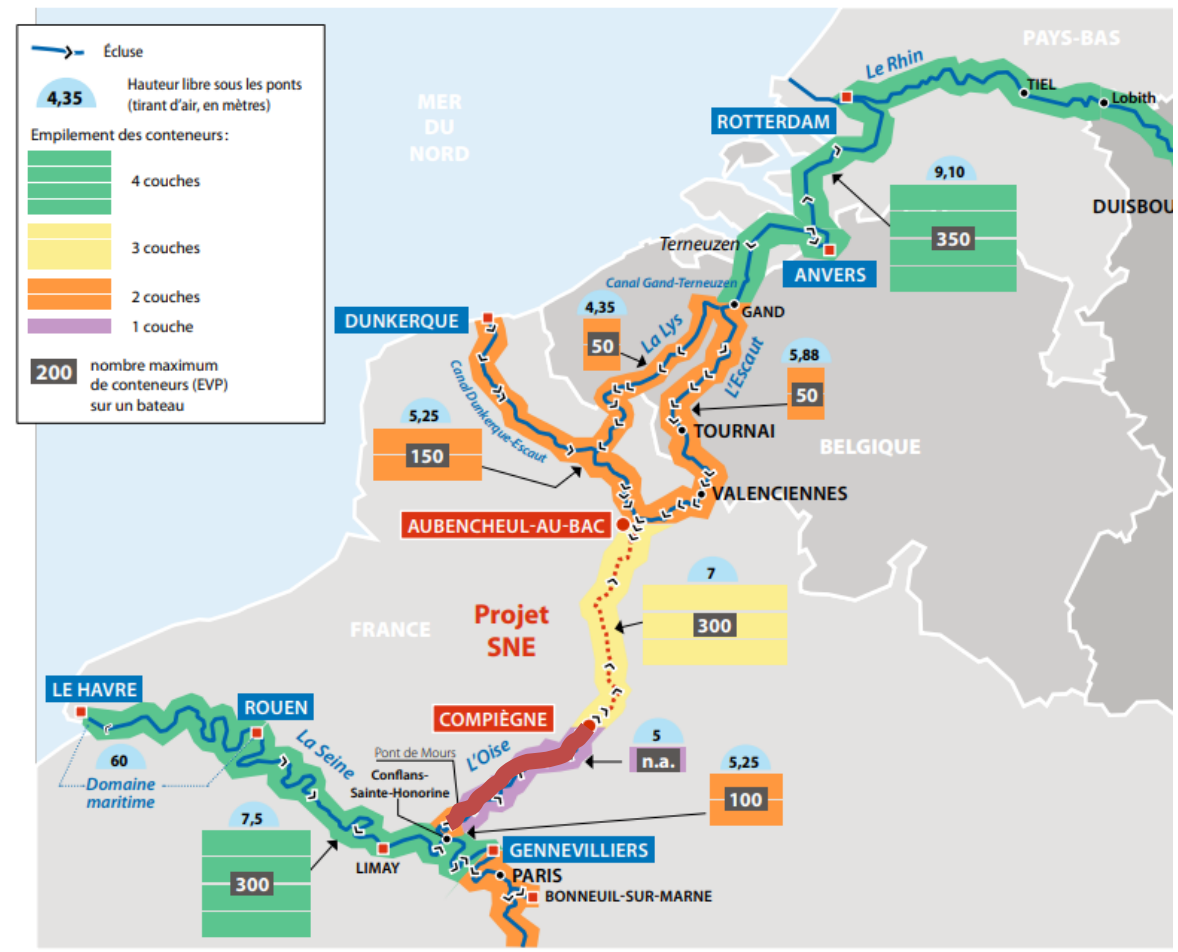 Écluse
4,35
Hauteur libre sous les ponts
(tirant d'air, en mètres)
Empilement des conteneurs :
4 couches
3 couches
2 couches
1 couche
200
nombre maximum
de conteneurs (EVP)
sur un bateau
MER
DU
NORD
PAYS-BAS
Le Rhin
TIEL
Lobith
ROTTERDAM
9,10
350
DUISBOU
Terneuzen
ANVERS
Canal Gand-Terneuzen
GAND
DUNKERQUE
4,35
50
La Lys
L'Escaut
5,88
50
Canal Dunkerque-Escaut
5,25
150
TOURNAI
BELGIQUE
VALENCIENNES
AUBENCHEUL-AU-BAC
7
300
Projet
SNE
FRANCE
LE HAVRE
ROUEN
COMPIÈGNE
60
Domaine
maritime
La Seine
Pont de Mours
L'Oise
Conflans-
Sainte-Honorine
5
n.a.
5,25
100
7,5
300
LIMAY
GENNEVILLIERS
PARIS
BONNEUIL-SUR-MARNE